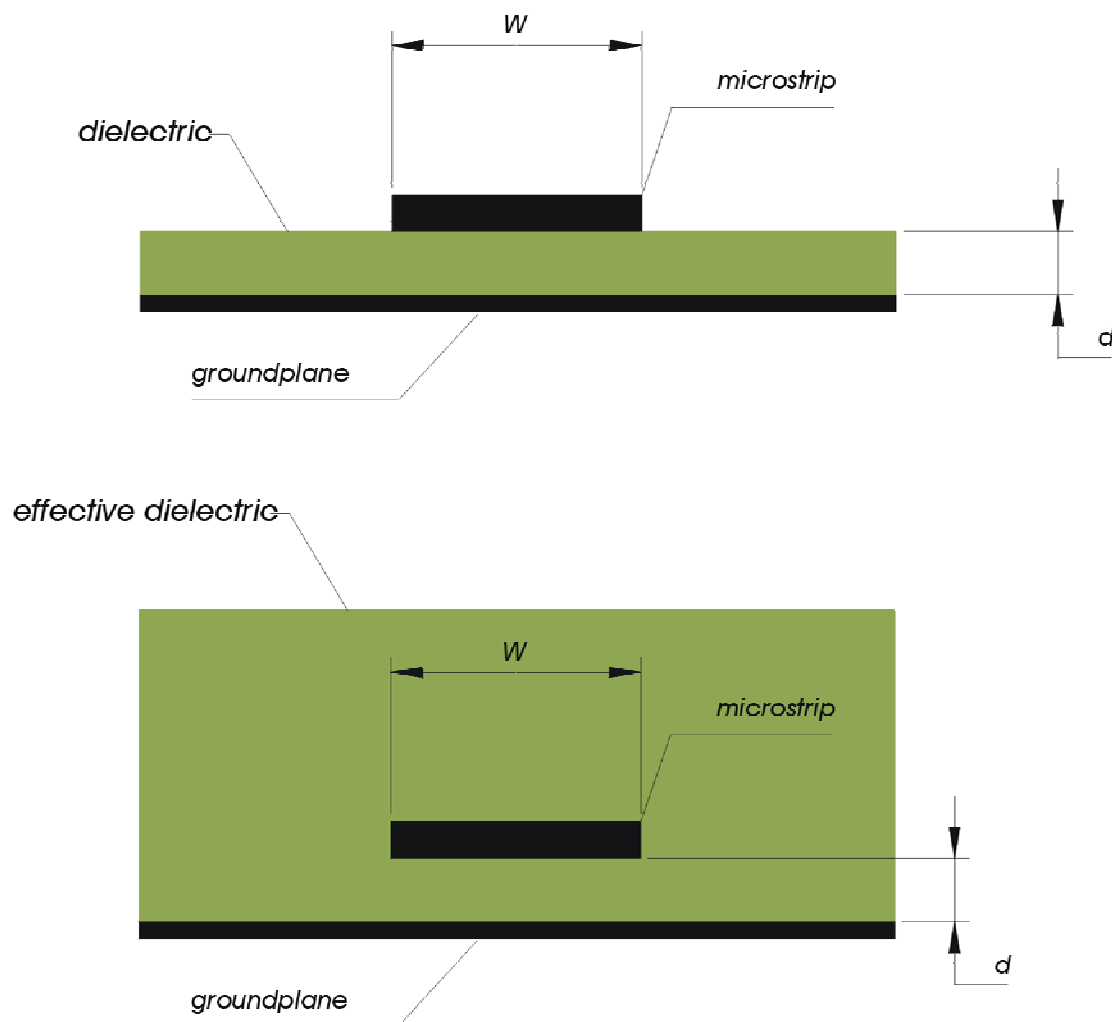 W
microstrip
dielectric
d
groundplane
effective dielectric
W
microstrip
d
groundplane